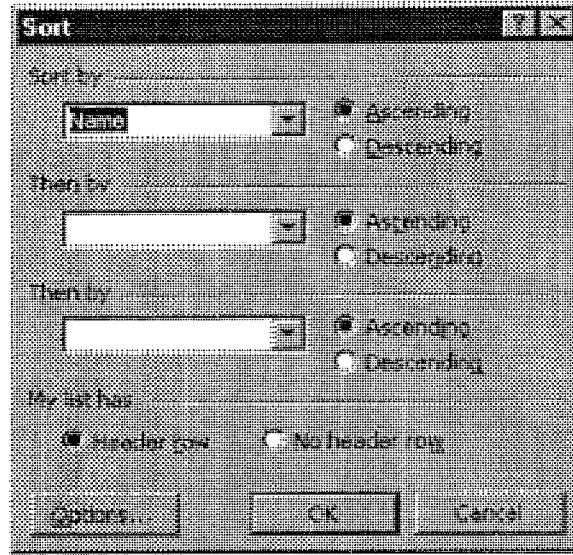 Sort
Sort by
Name
Ascending
Descending
Then by
Ascending
Descending
Then by
Ascending
Descending
My list has
Header row No header row
Options... OK Cancel